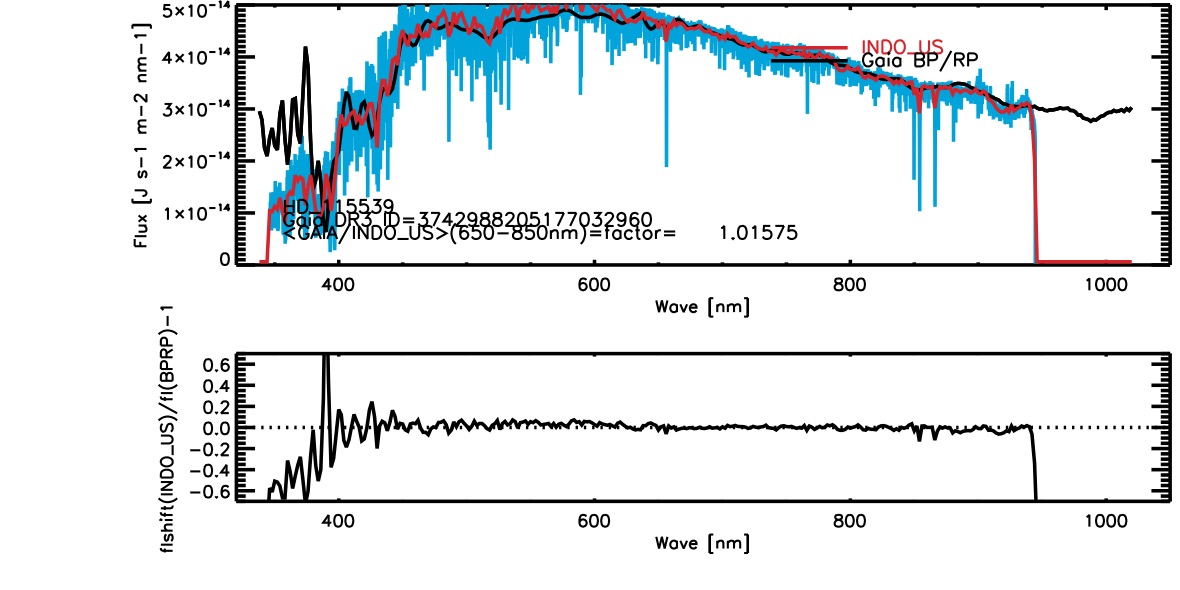 5×10−14
4×10−14
3×10−14
2×10−14
1×10−14
0
Flux [J s−1 m−2 nm−1]
INDO_US
Gaia BP/RP
HD_115539
Gaia DR3 ID=3742988205177032960
<GAIA/INDO_US>(650−850nm)=factor= 1.01575
400 600 800 1000
Wave [nm]
flshift(INDO_US)/fl(BPRP)−1
0.6
0.4
0.2
0.0
−0.2
−0.4
−0.6
400 600 800 1000
Wave [nm]